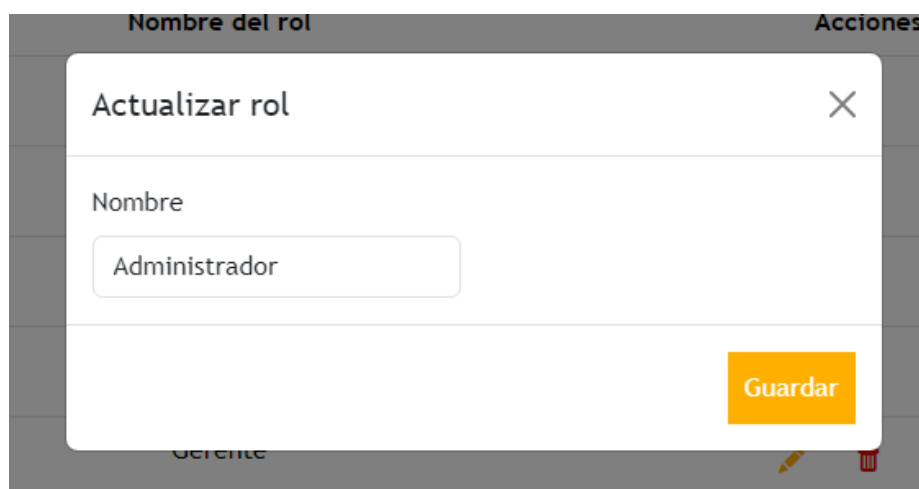 Nombre del rol Acciones
Actualizar rol
Nombre
Administrador
Guardar
Gerente